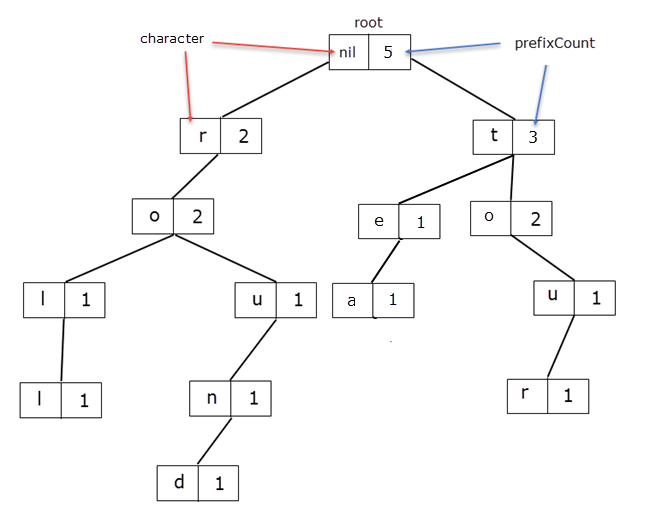 root
character
nil 5
prefixCount
r 2
t 3
o 2
e 1
o 2
l 1
u 1
a 1
u 1
l 1
n 1
r 1
d 1